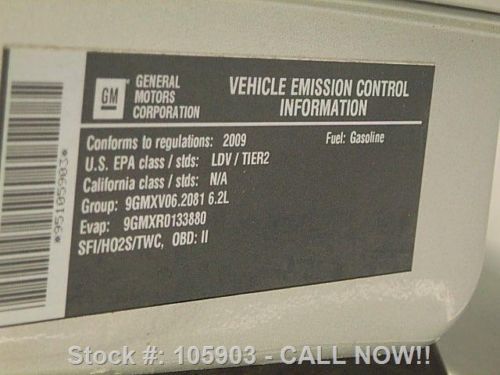 GM
GENERAL
MOTORS
CORPORATION
VEHICLE EMISSION CONTROL
INFORMATION
Conforms to regulations: 2009 Fuel: Gasoline
U.S. EPA class / stds: LDV / TIER2
California class / stds: N/A
Group: 9GMXV06.2081 6.2L
Evap: 9GMXR0133880
SFI/HO2S/TWC, OBD: II
*95105903*
Stock #: 105903 - CALL NOW!!